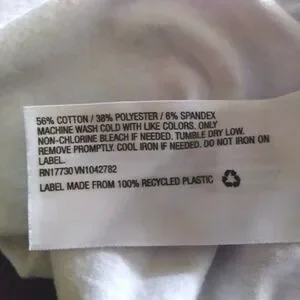 56% COTTON / 38% POLYESTER / 6% SPANDEX
MACHINE WASH COLD WITH LIKE COLORS. ONLY
NON-CHLORINE BLEACH IF NEEDED. TUMBLE DRY LOW.
REMOVE PROMPTLY. COOL IRON IF NEEDED. DO NOT IRON ON
LABEL.
RN17730 VN1042782
LABEL MADE FROM 100% RECYCLED PLASTIC